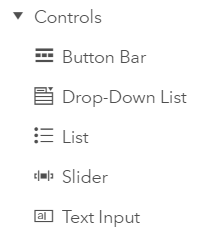 Controls
Button Bar
Drop-Down List
List
Slider
Text Input